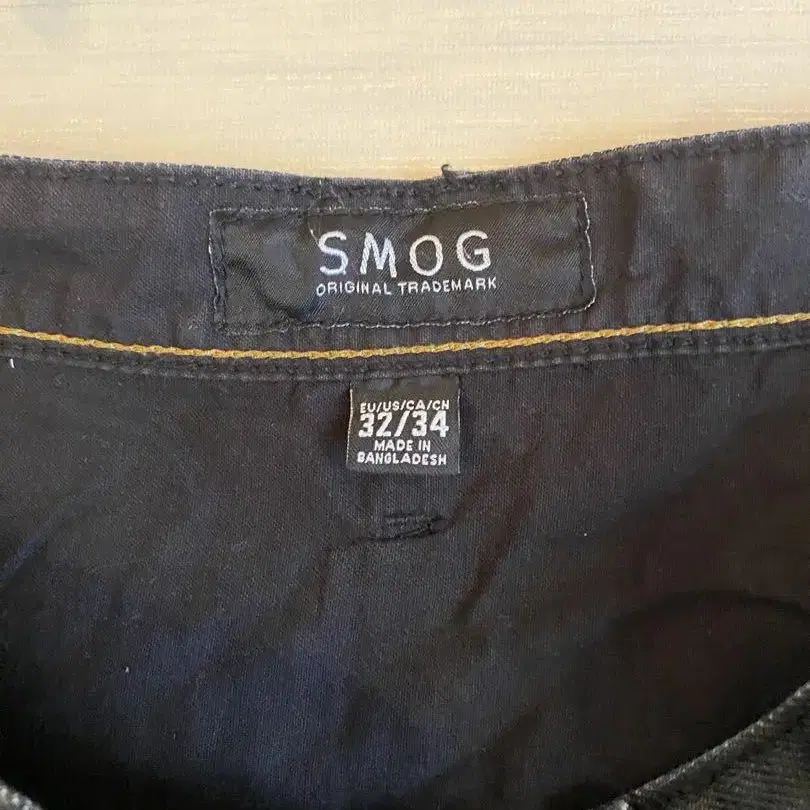 SMOG
ORIGINAL TRADEMARK
EU/US/CA/CH
32/34
MADE IN
BANGLADESH